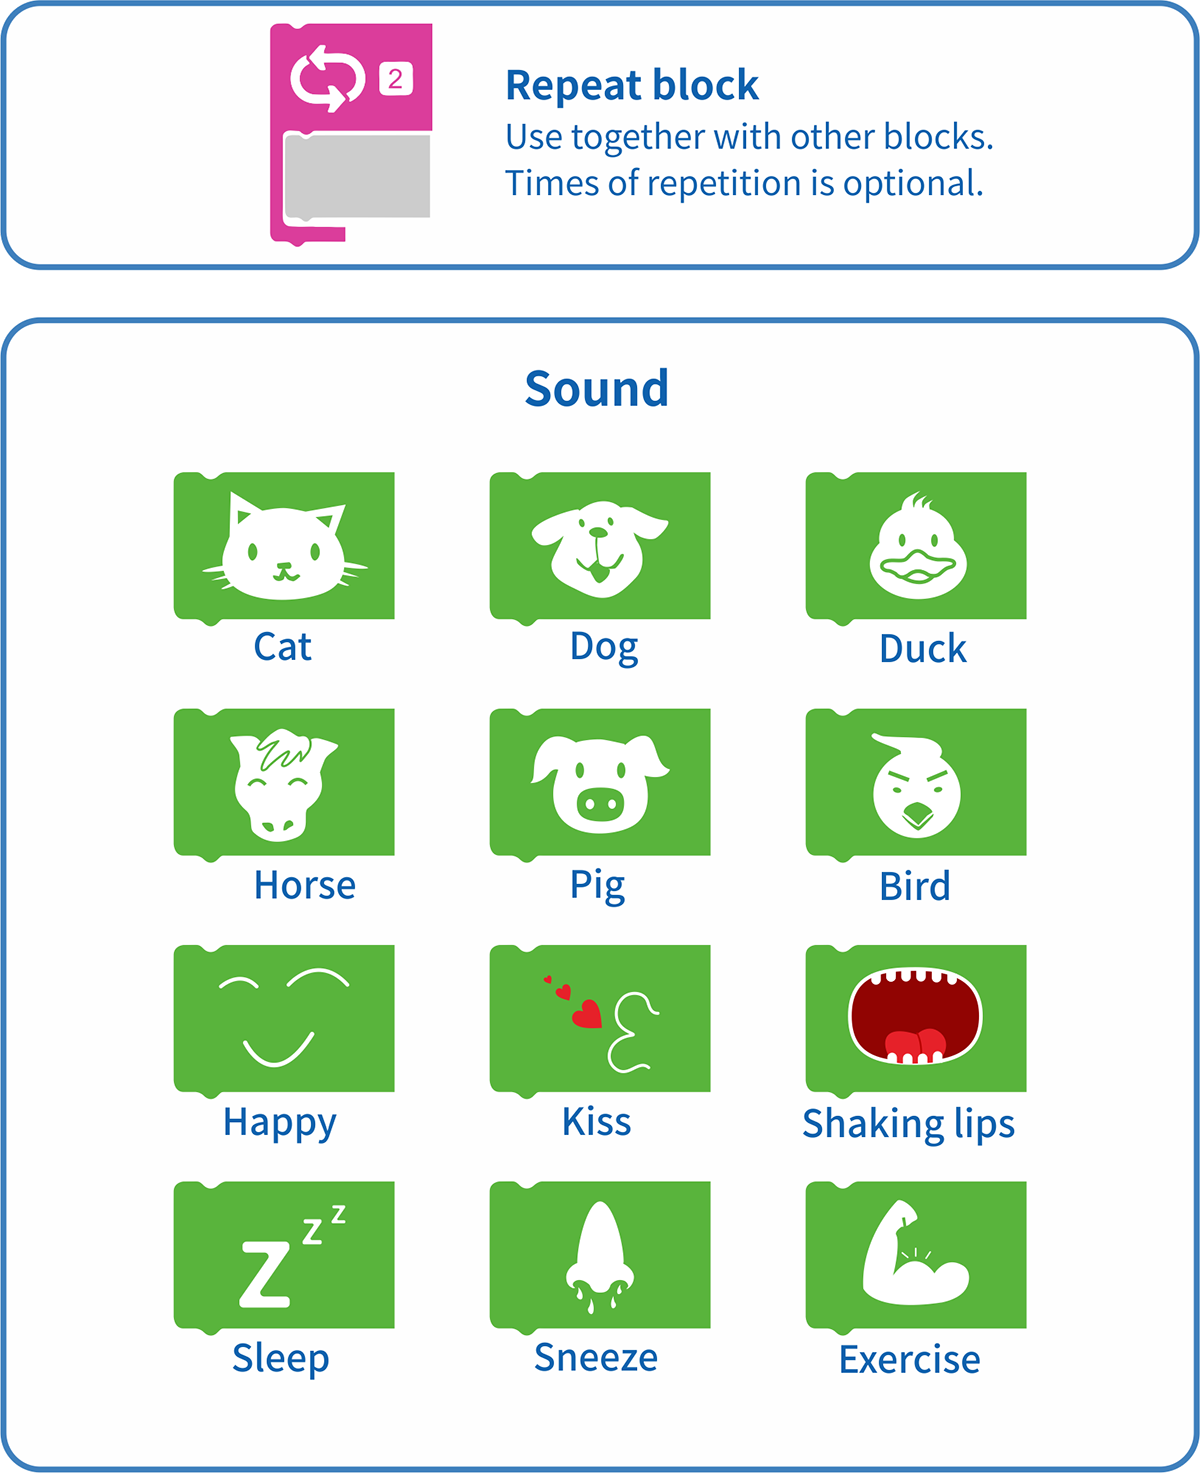 2
Repeat block
Use together with other blocks.
Times of repetition is optional.
Sound
Cat
Dog
Duck
Horse
Pig
Bird
Happy
Kiss
Shaking lips
z z z
Sleep
Sneeze
Exercise